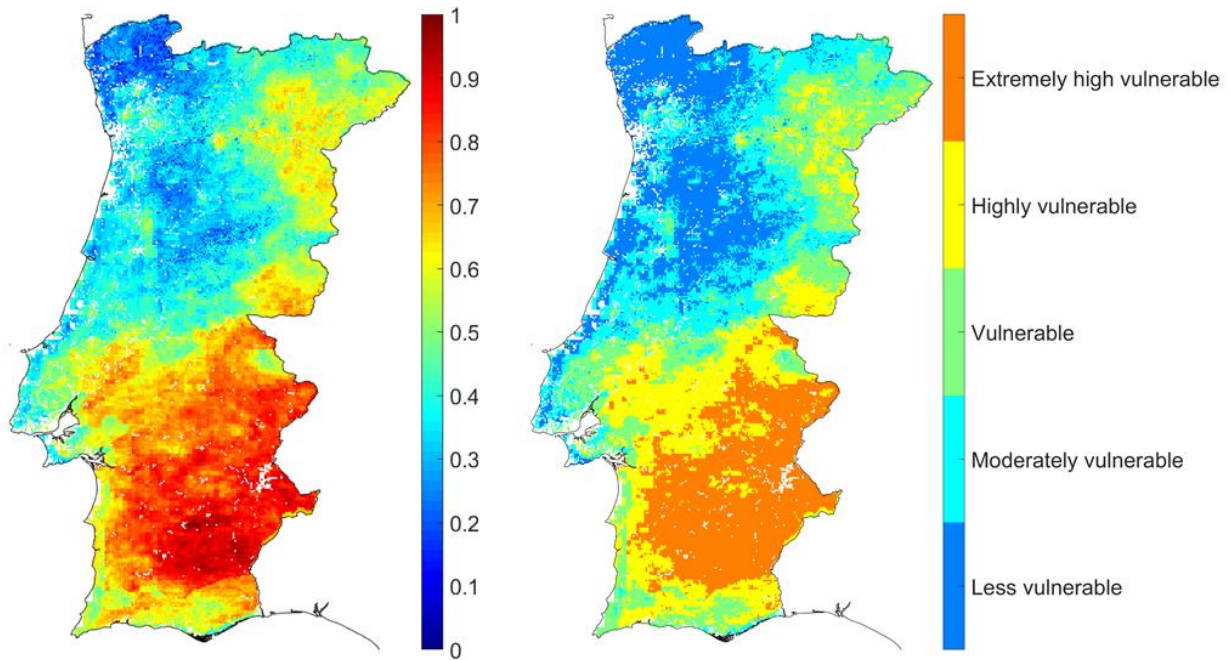 1
0.9
0.8
0.7
0.6
0.5
0.4
0.3
0.2
0.1
0
Extremely high vulnerable
Highly vulnerable
Vulnerable
Moderately vulnerable
Less vulnerable